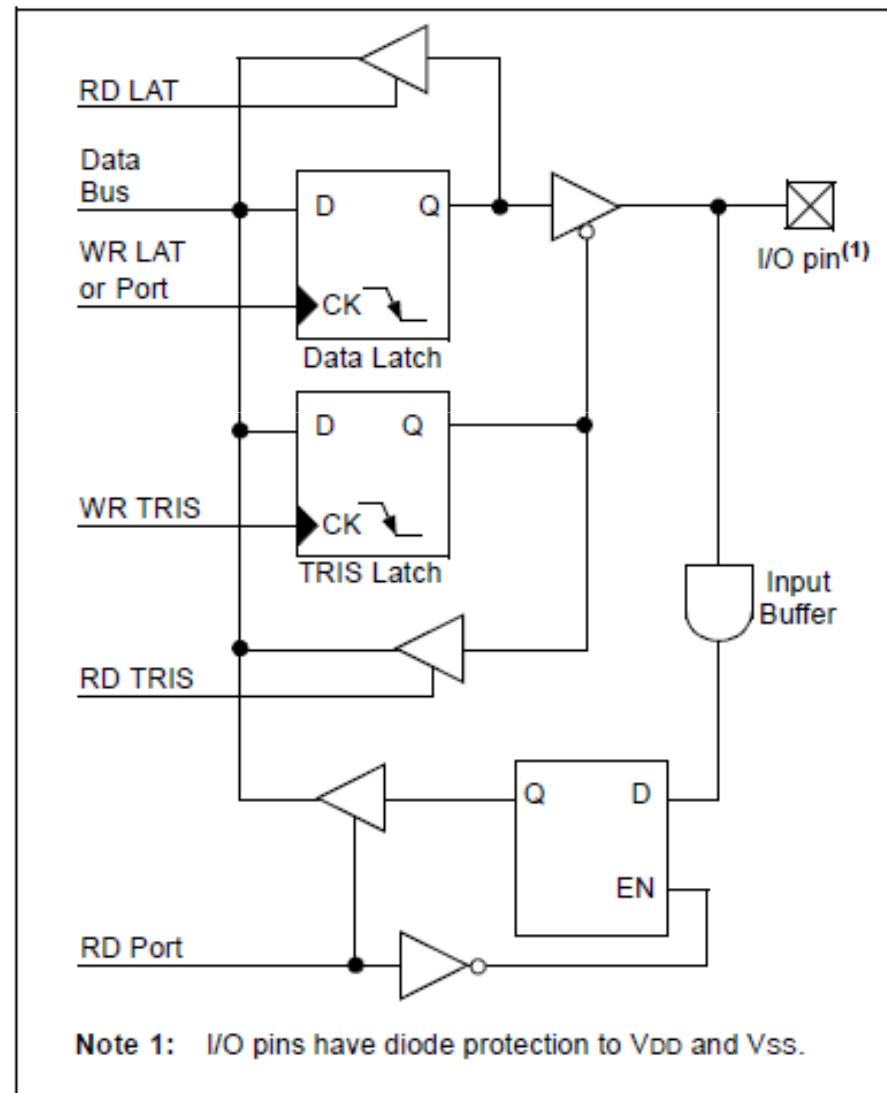 RD LAT
Data
Bus
D
Q
WR LAT
or Port
CK
Data Latch
I/O pin(1)
D
Q
WR TRIS
CK
TRIS Latch
Input
Buffer
RD TRIS
Q
D
EN
RD Port
Note 1: I/O pins have diode protection to VDD and VSS.